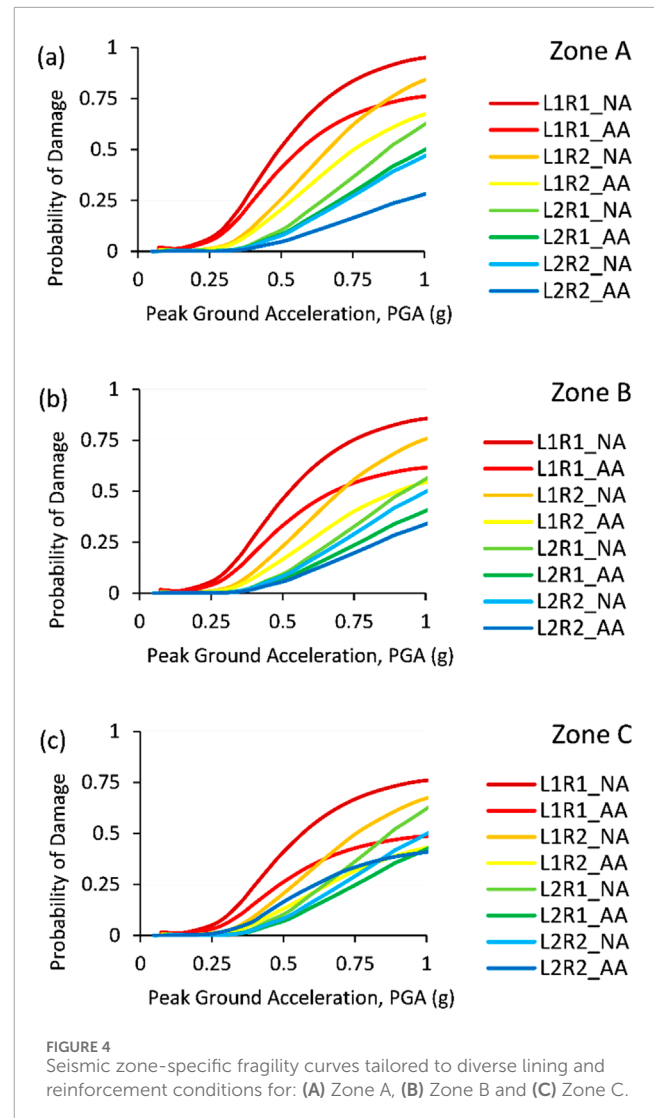 (a)
Zone A
Probability of Damage
1
0.75
0.5
0.25
0
0 0.25 0.5 0.75 1
Peak Ground Acceleration, PGA (g)
L1R1_NA
L1R1_AA
L1R2_NA
L1R2_AA
L2R1_NA
L2R1_AA
L2R2_NA
L2R2_AA
(b)
Zone B
Probability of Damage
1
0.75
0.5
0.25
0
0 0.25 0.5 0.75 1
Peak Ground Acceleration, PGA (g)
L1R1_NA
L1R1_AA
L1R2_NA
L1R2_AA
L2R1_NA
L2R1_AA
L2R2_NA
L2R2_AA
(c)
Zone C
Probability of Damage
1
0.75
0.5
0.25
0
0 0.25 0.5 0.75 1
Peak Ground Acceleration, PGA (g)
L1R1_NA
L1R1_AA
L1R2_NA
L1R2_AA
L2R1_NA
L2R1_AA
L2R2_NA
L2R2_AA
FIGURE 4
Seismic zone-specific fragility curves tailored to diverse lining and
reinforcement conditions for: (A) Zone A, (B) Zone B and (C) Zone C.